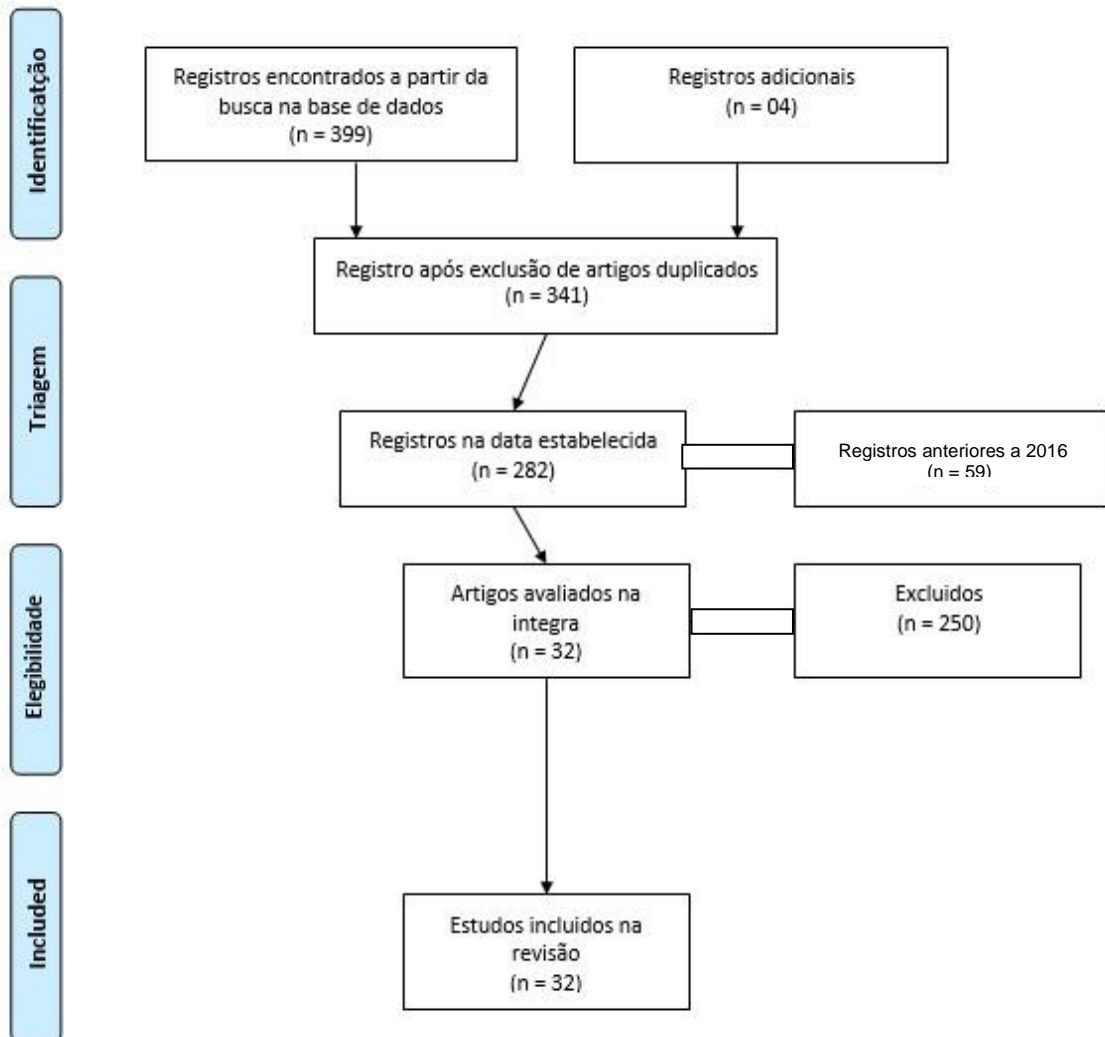 Identificatção
Registros encontrados a partir da
busca na base de dados
(n = 399)
Registros adicionais
(n = 04)
Registro após exclusão de artigos duplicados
(n = 341)
Triagem
Registros na data estabelecida
(n = 282)
Registros anteriores a 2016
(n = 59)
Elegibilidade
Artigos avaliados na
integra
(n = 32)
Excluidos
(n = 250)
Included
Estudos incluidos na
revisão
(n = 32)